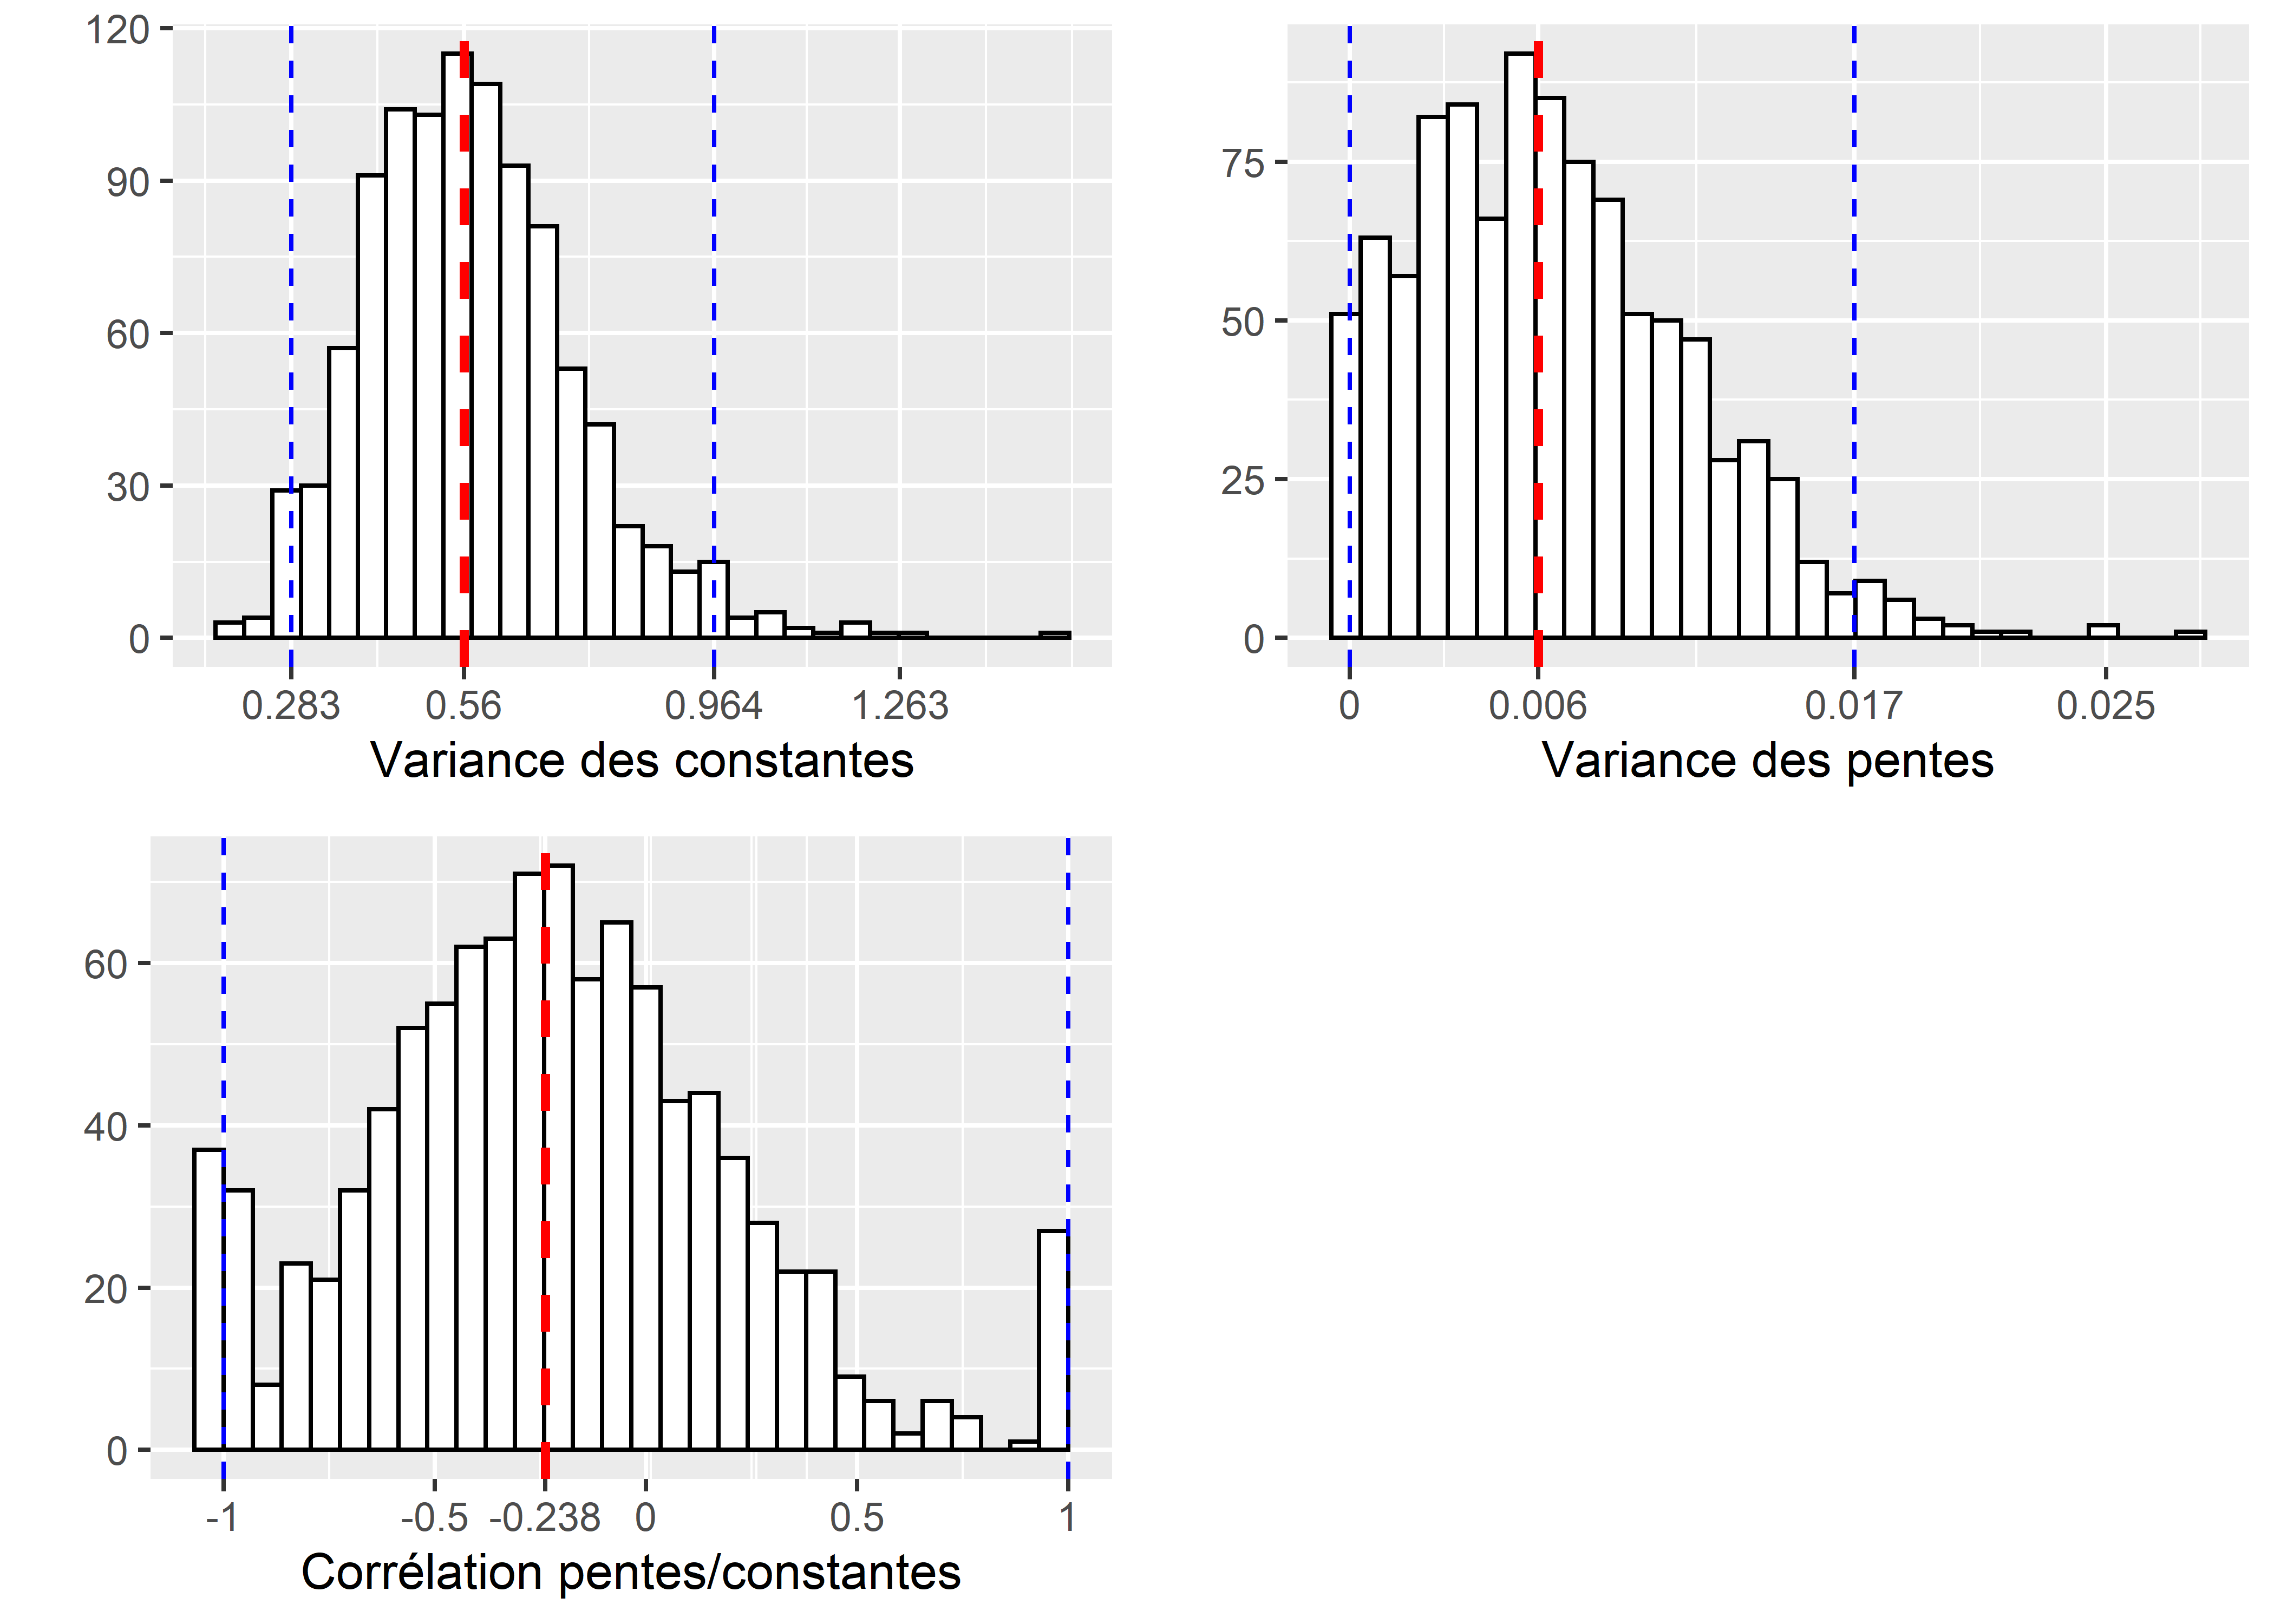 120
90
60
30
0
0.283 0.56 0.964 1.263
Variance des constantes
75
50
25
0
0 0.006 0.017 0.025
Variance des pentes
60
40
20
0
-1 -0.5 -0.238 0 0.5 1
Corrélation pentes/constantes